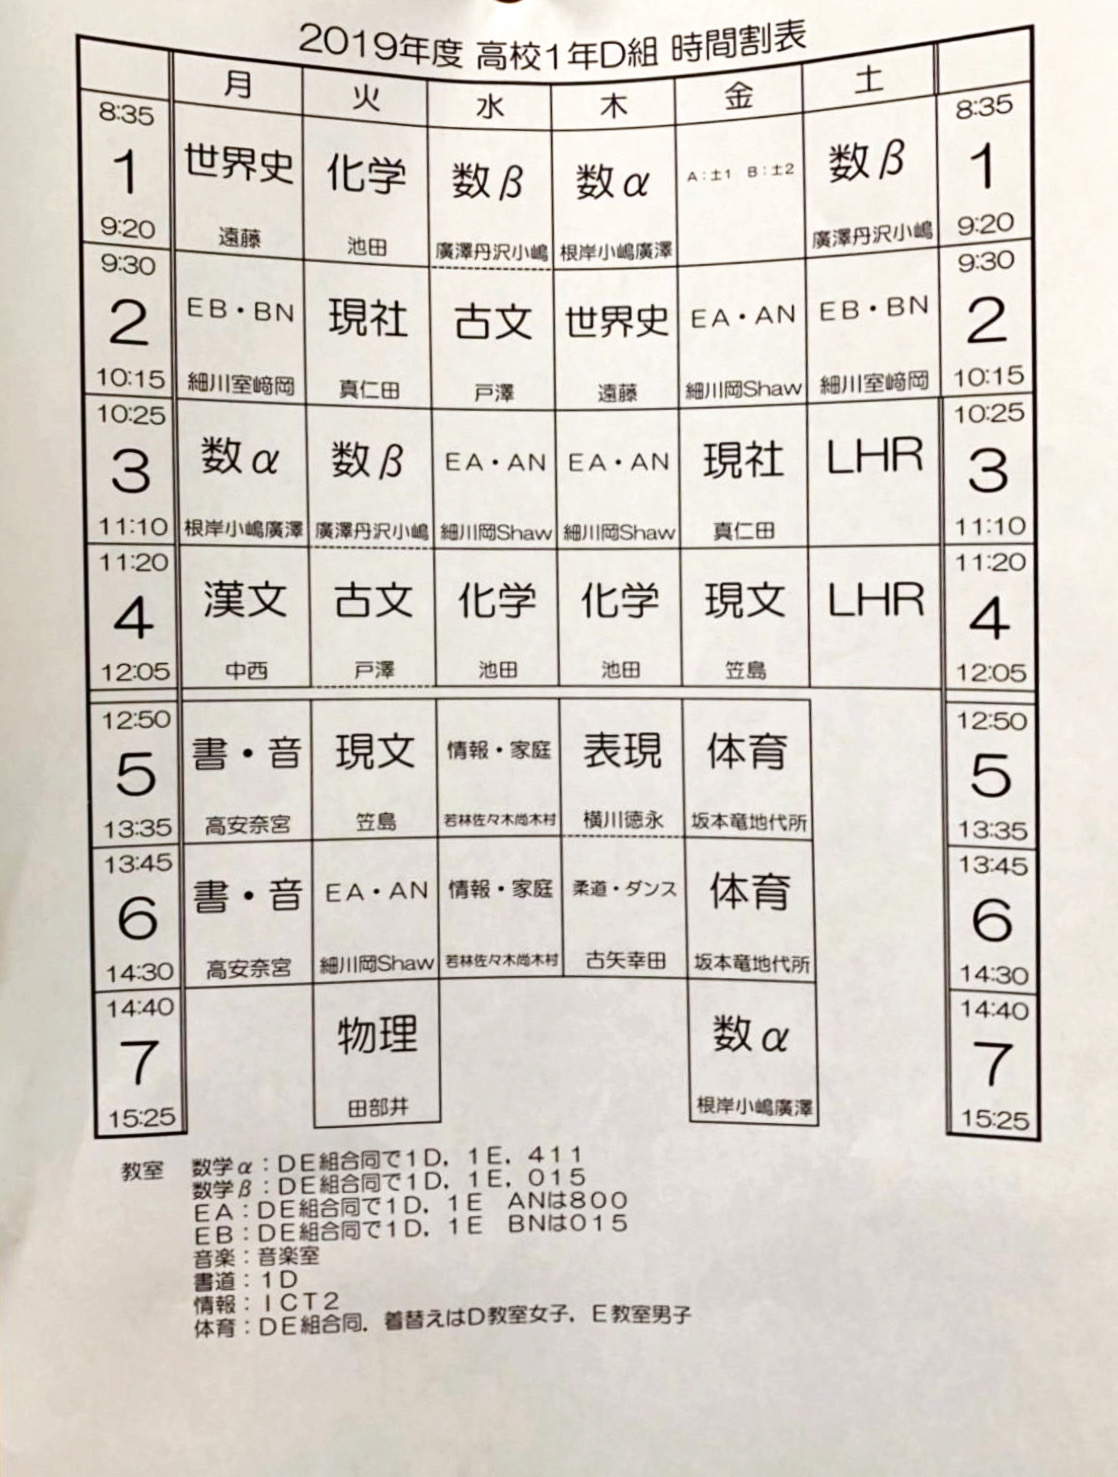 2019年度 高校1年D組 時間割表
月 火 水 木 金 土
8:35 8:35
1 世界史 化学 数β 数α A:土1 B:土2 数β 1
9:20 遠藤 池田 廣澤丹沢小嶋 根岸小嶋廣澤 廣澤丹沢小嶋 9:20
9:30 9:30
2 EB・BN 現社 古文 世界史 EA・AN EB・BN 2
10:15 細川室﨑岡 真仁田 戸澤 遠藤 細川岡Shaw 細川室﨑岡 10:15
10:25 10:25
3 数α 数β EA・AN EA・AN 現社 LHR 3
11:10 根岸小嶋廣澤 廣澤丹沢小嶋 細川岡Shaw 細川岡Shaw 真仁田 11:10
11:20 11:20
4 漢文 古文 化学 化学 現文 LHR 4
12:05 中西 戸澤 池田 池田 笠島 12:05
12:50 12:50
5 書・音 現文 情報・家庭 表現 体育 5
13:35 高安奈宮 笠島 若林佐々木尚木村 横川徳永 坂本竜地代所 13:35
13:45 13:45
6 書・音 EA・AN 情報・家庭 柔道・ダンス 体育 6
14:30 高安奈宮 細川岡Shaw 若林佐々木尚木村 古矢幸田 坂本竜地代所 14:30
14:40 14:40
7 物理 数α 7
15:25 田部井 根岸小嶋廣澤 15:25
教室 数学α:DE組合同で1D,1E,411
数学β:DE組合同で1D,1E,015
EA:DE組合同で1D,1E ANは800
EB:DE組合同で1D,1E BNは015
音楽:音楽室
書道:1D
情報:ICT2
体育:DE組合同,着替えはD教室女子,E教室男子